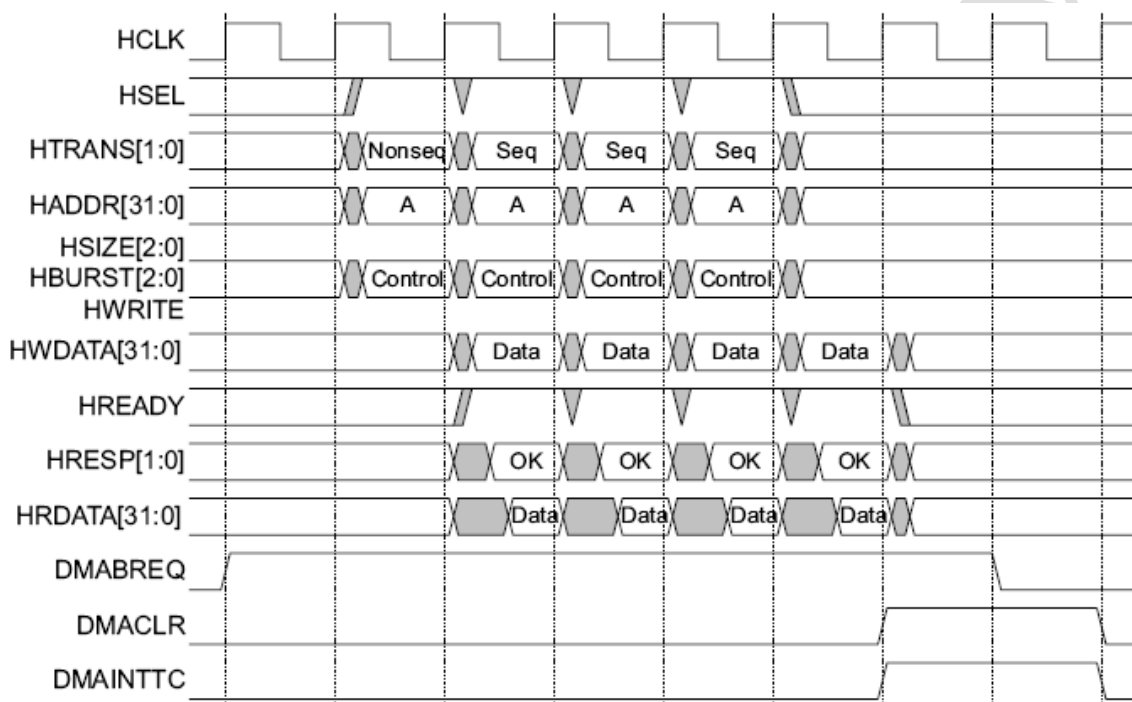 HCLK
HSEL
HTRANS[1:0] Nonseq Seq Seq Seq
HADDR[31:0] A A A A
HSIZE[2:0]
HBURST[2:0] Control Control Control Control
HWRITE
HWDATA[31:0] Data Data Data Data
HREADY
HRESP[1:0] OK OK OK OK
HRDATA[31:0] Data Data Data Data
DMABREQ
DMACLR
DMAINTTC